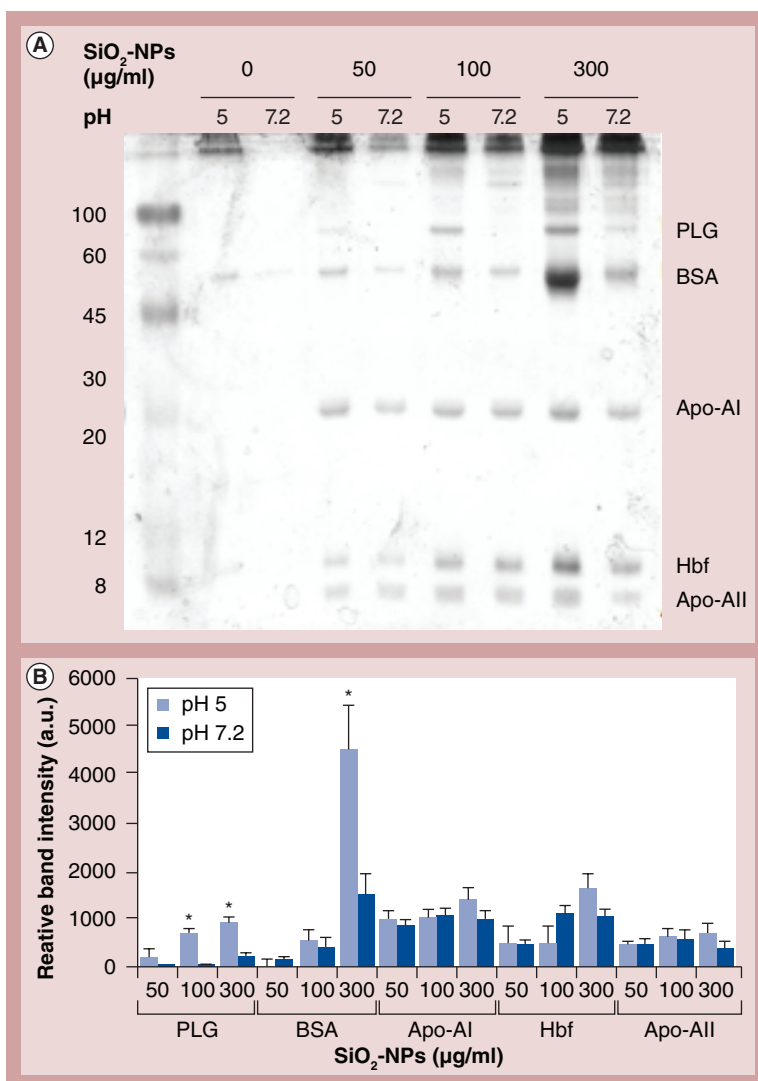 A
SiO2-NPs
(µg/ml)
0 50 100 300
pH 5 7.2 5 7.2 5 7.2 5 7.2
100
PLG
60
BSA
45
30
Apo-AI
20
12
Hbf
8
Apo-AII
B
6000
5000
4000
3000
2000
1000
0
Reative band intensity (a.u.)
pH 5
pH 7.2
*
* *
50 100 300 50 100 300 50 100 300 50 100 300 50 100 300
PLG BSA Apo-AI Hbf Apo-AII
SiO2-NPs (µg/ml)